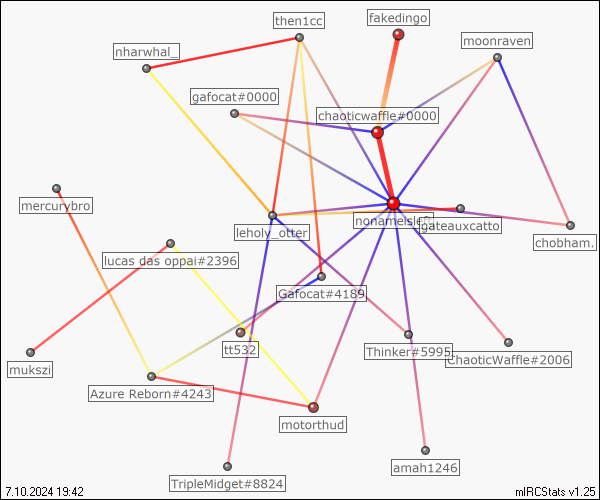 fakedingo
then1cc
moonraven
nharwhal_
gafocat#0000
chaoticwaffle#0000
mercurybro
nonameisleft
gateauxcatto
leholy_otter
chobham.
lucas das oppai#2396
Gafocat#4189
tt532
Thinker#5995
ChaoticWaffle#2006
mukszi
Azure Reborn#4243
motorthud
amah1246
TripleMidget#8824
7.10.2024 19:42
mIRCStats v1.25